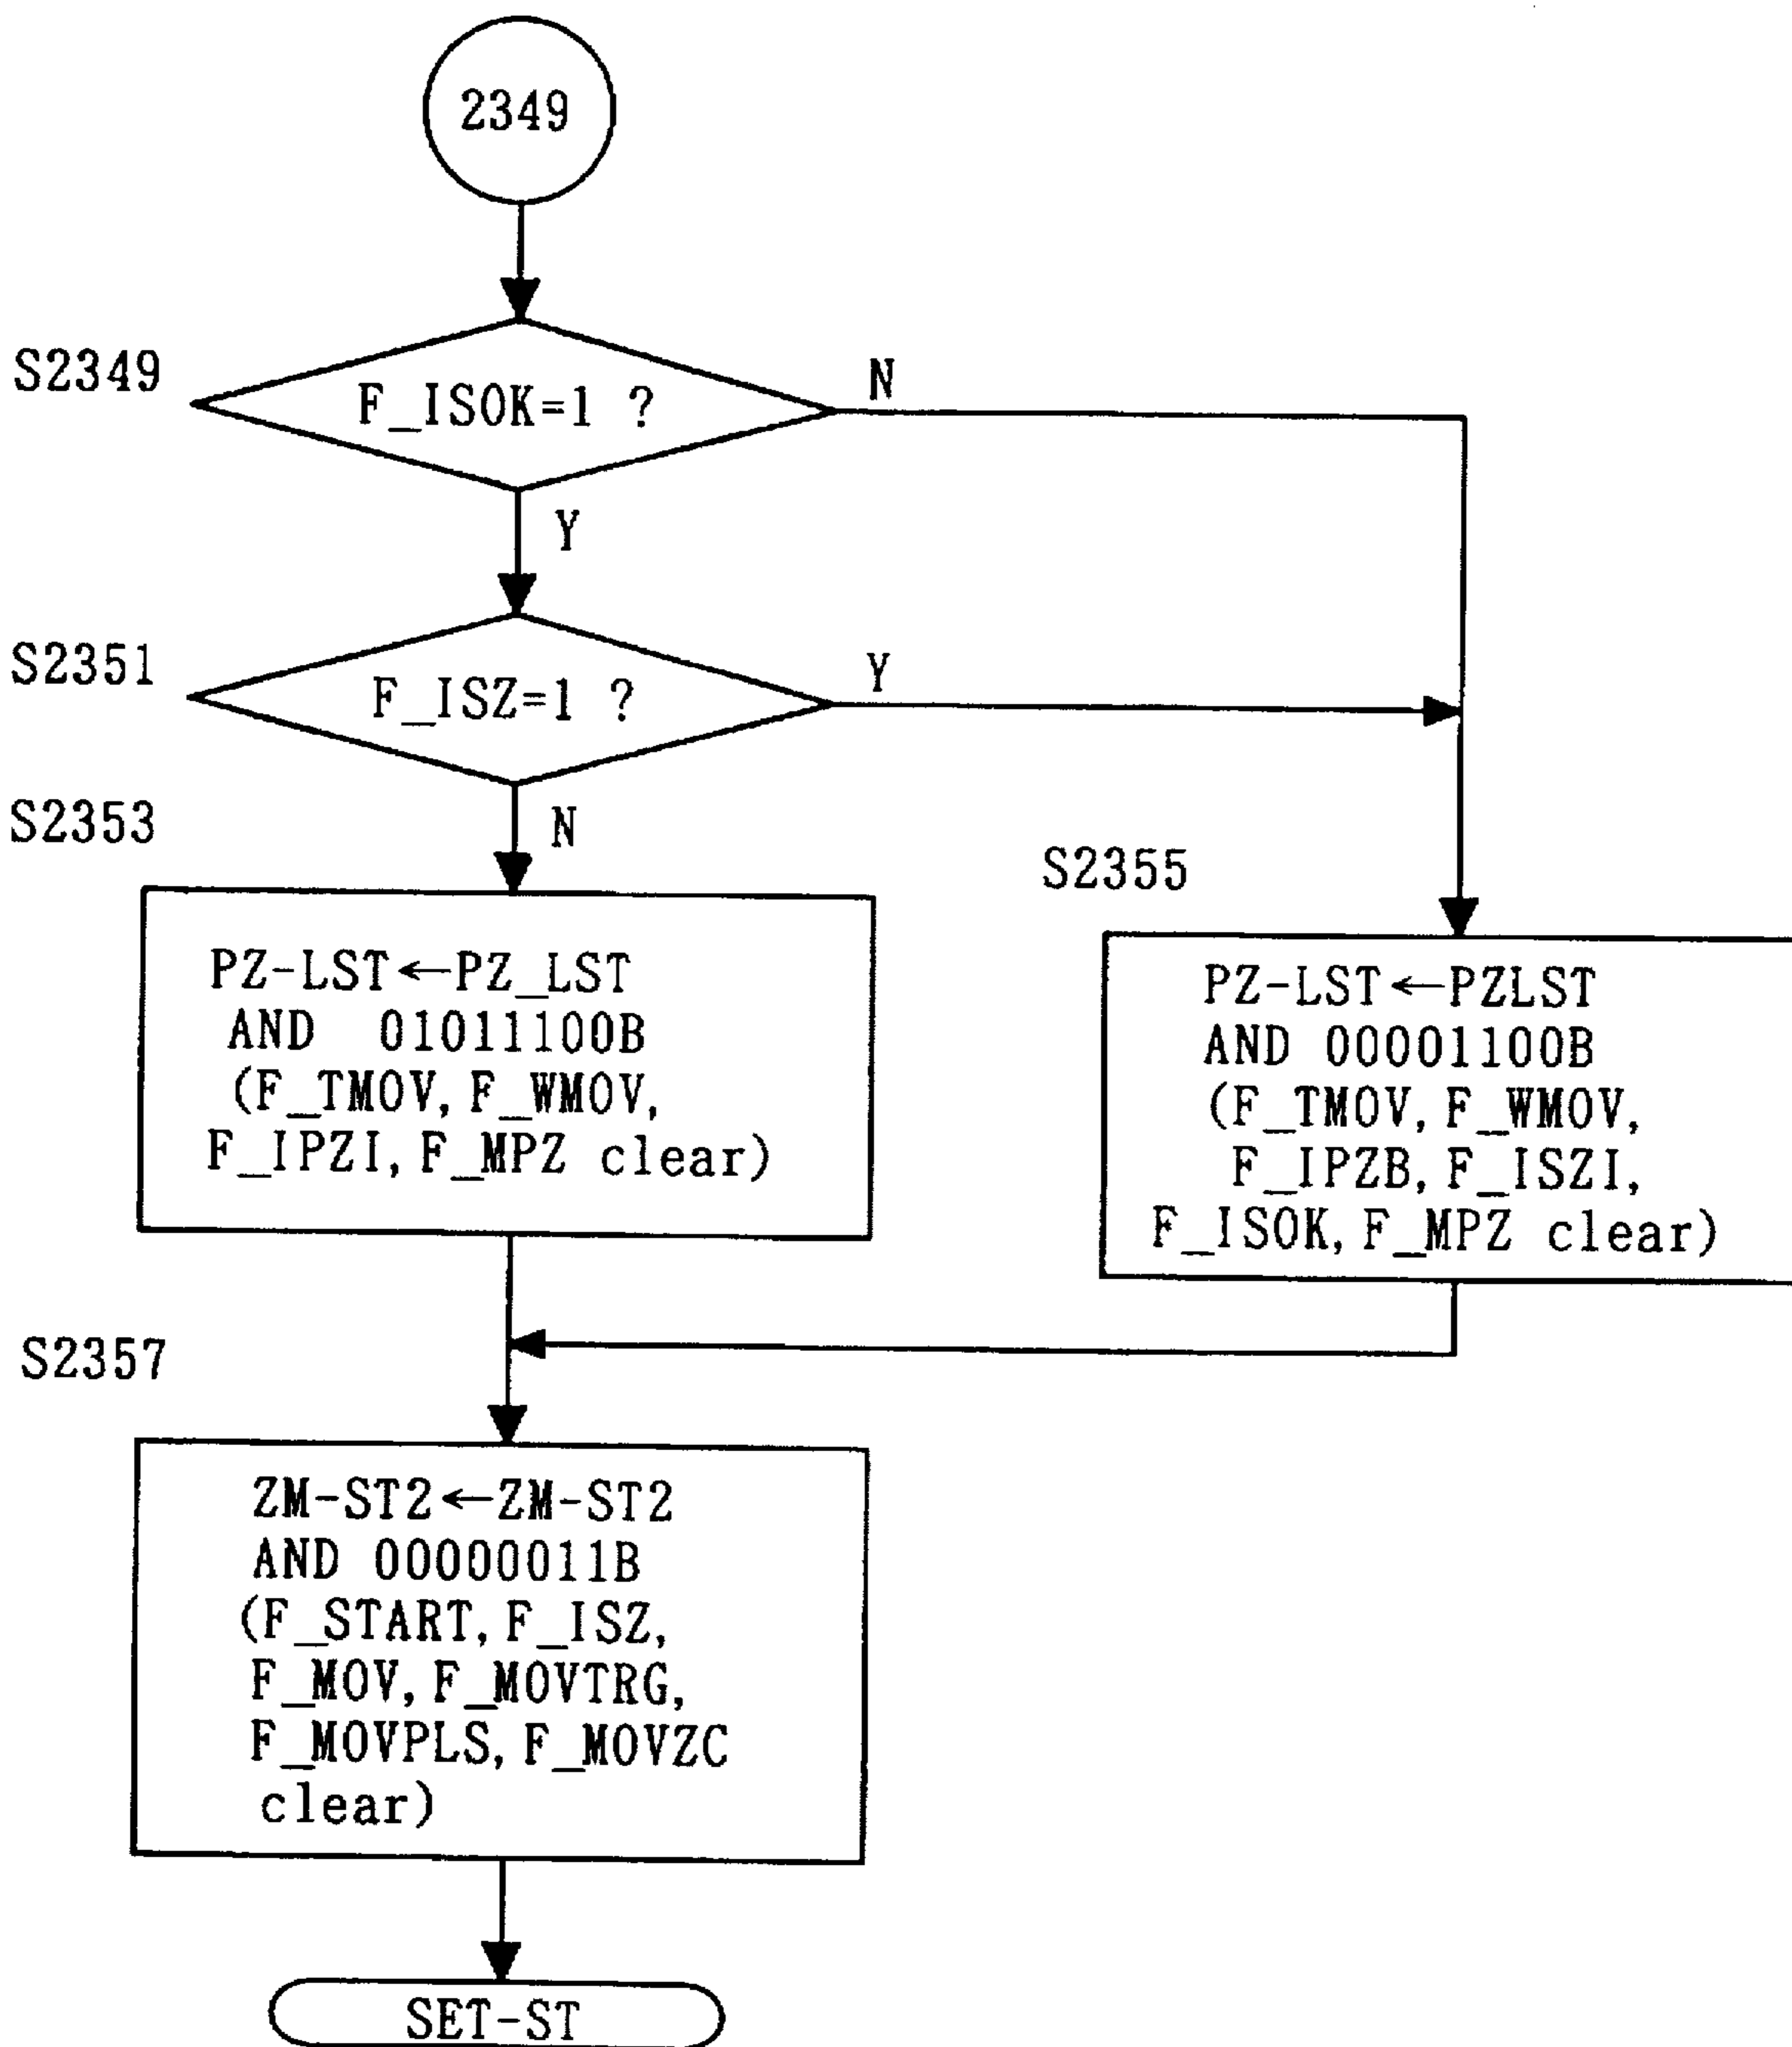 2349
S2349
F_ISOK=1 ?
N
Y
S2351
F_ISZ=1 ?
Y
N
S2353
PZ-LST←PZ_LST
AND 01011100B
(F_TMOV, F_WMOV,
F_IPZI, F_MPZ clear)
S2355
PZ-LST←PZLST
AND 00001100B
(F_TMOV, F_WMOV,
F_IPZB, F_ISZI,
F_ISOK, F_MPZ clear)
S2357
ZM-ST2←ZM-ST2
AND 00000011B
(F_START, F_ISZ,
F_MOV, F_MOVTRG,
F_MOVPLS, F_MOVZC
clear)
SET-ST